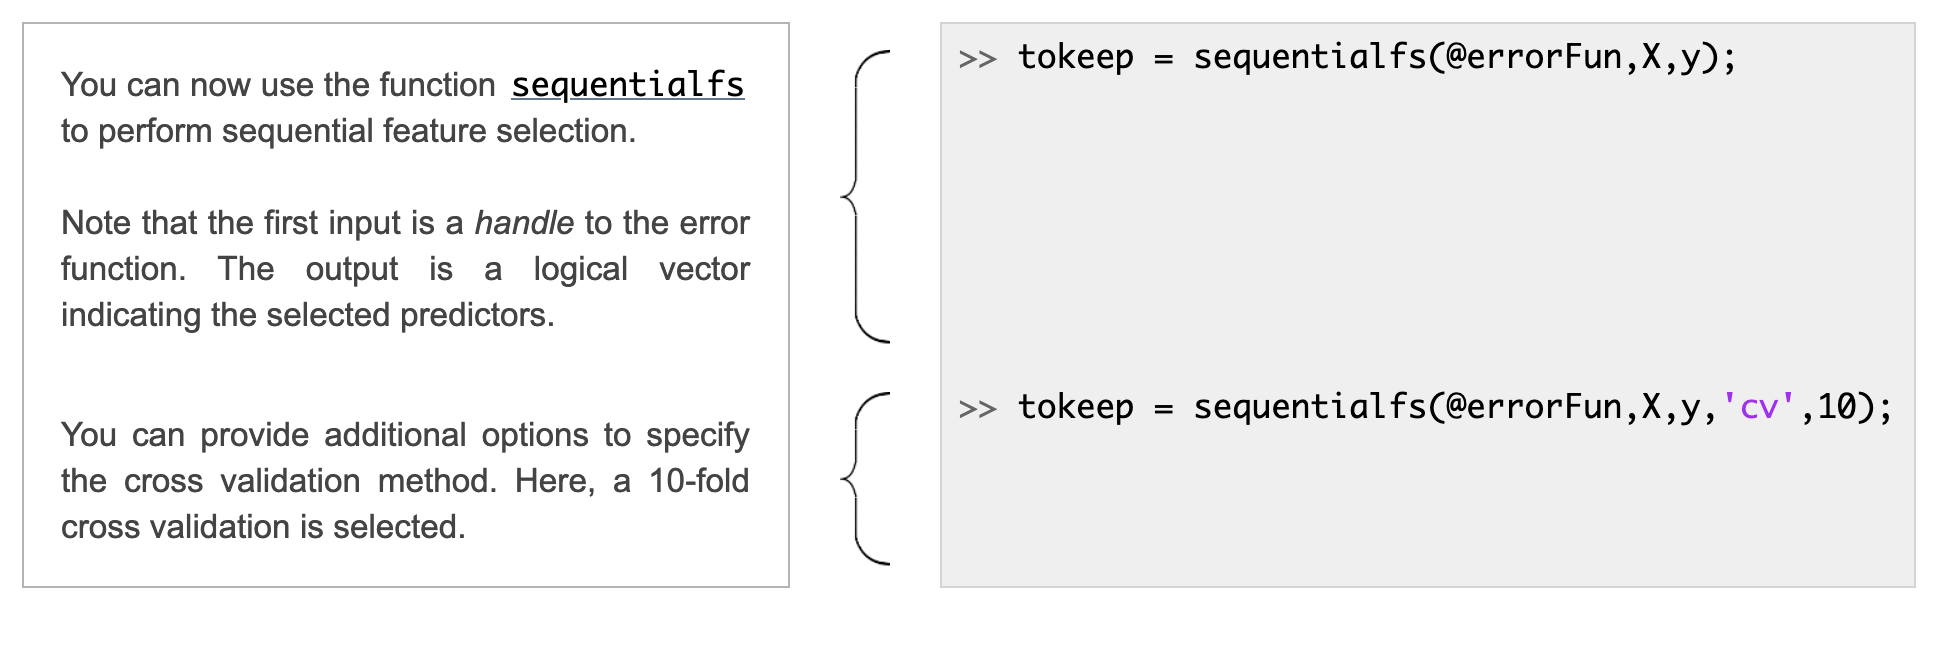 You can now use the function sequentialfs
to perform sequential feature selection.
Note that the first input is a handle to the error
function. The output is a logical vector
indicating the selected predictors.
You can provide additional options to specify
the cross validation method. Here, a 10-fold
cross validation is selected.
>> tokeep = sequentialfs(@errorFun,X,y);
>> tokeep = sequentialfs(@errorFun,X,y,'cv',10);